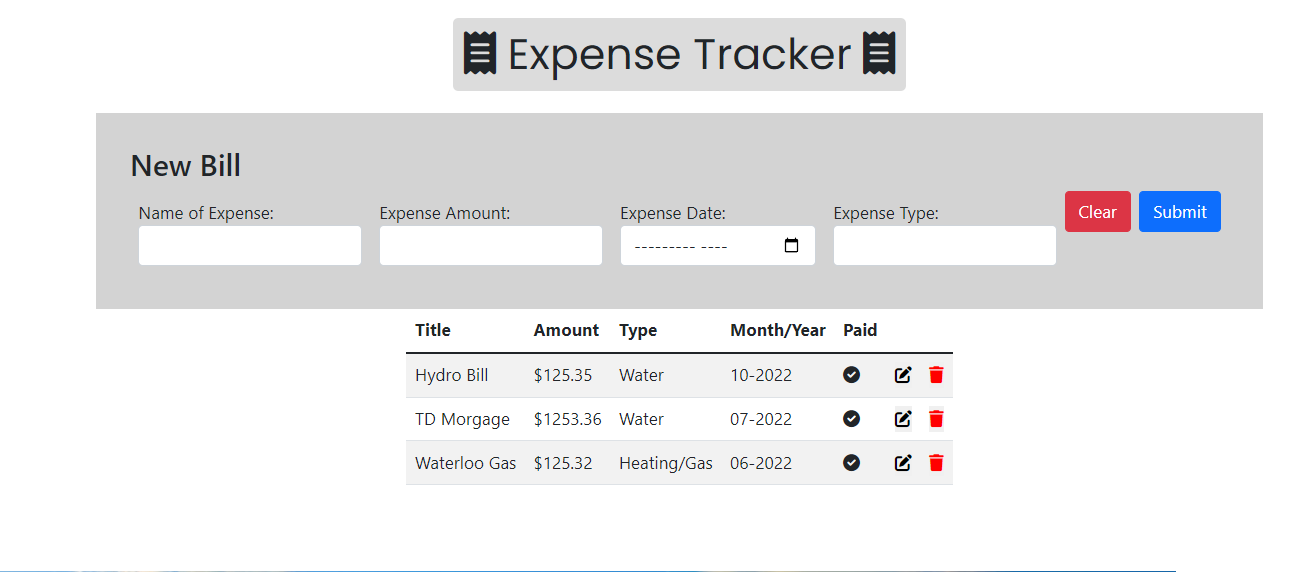 Expense Tracker
New Bill
Name of Expense: Expense Amount: Expense Date: Expense Type: Clear Submit
--------- ----
Title Amount Type Month/Year Paid
Hydro Bill $125.35 Water 10-2022
TD Morgage $1253.36 Water 07-2022
Waterloo Gas $125.32 Heating/Gas 06-2022